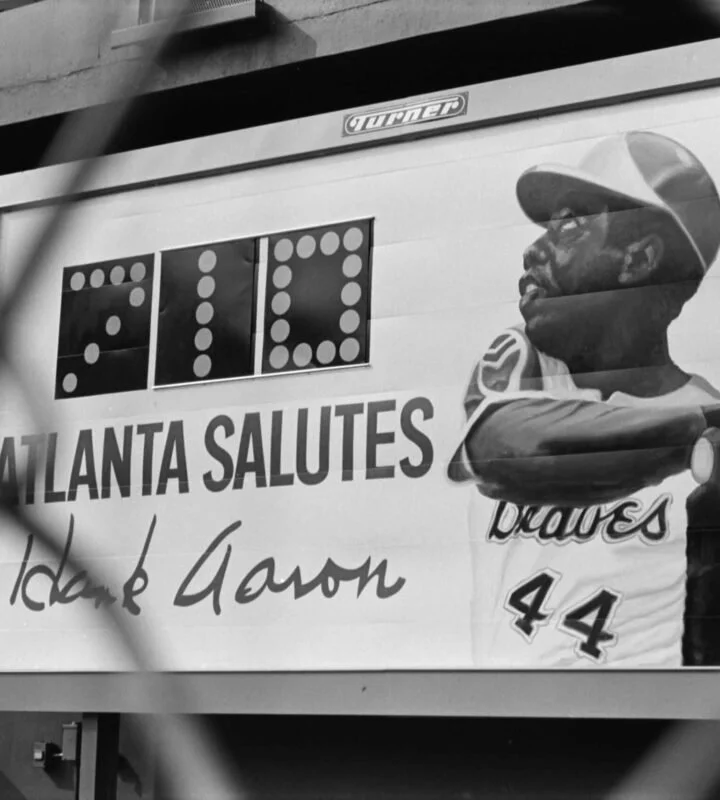 Turner
710
ATLANTA SALUTES
Hank Aaron
Braves
44